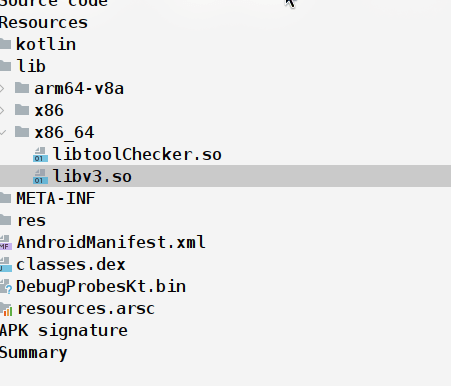 Source code
Resources
kotlin
lib
arm64-v8a
x86
x86_64
libtoolChecker.so
libv3.so
META-INF
res
AndroidManifest.xml
classes.dex
DebugProbesKt.bin
resources.arsc
APK signature
Summary